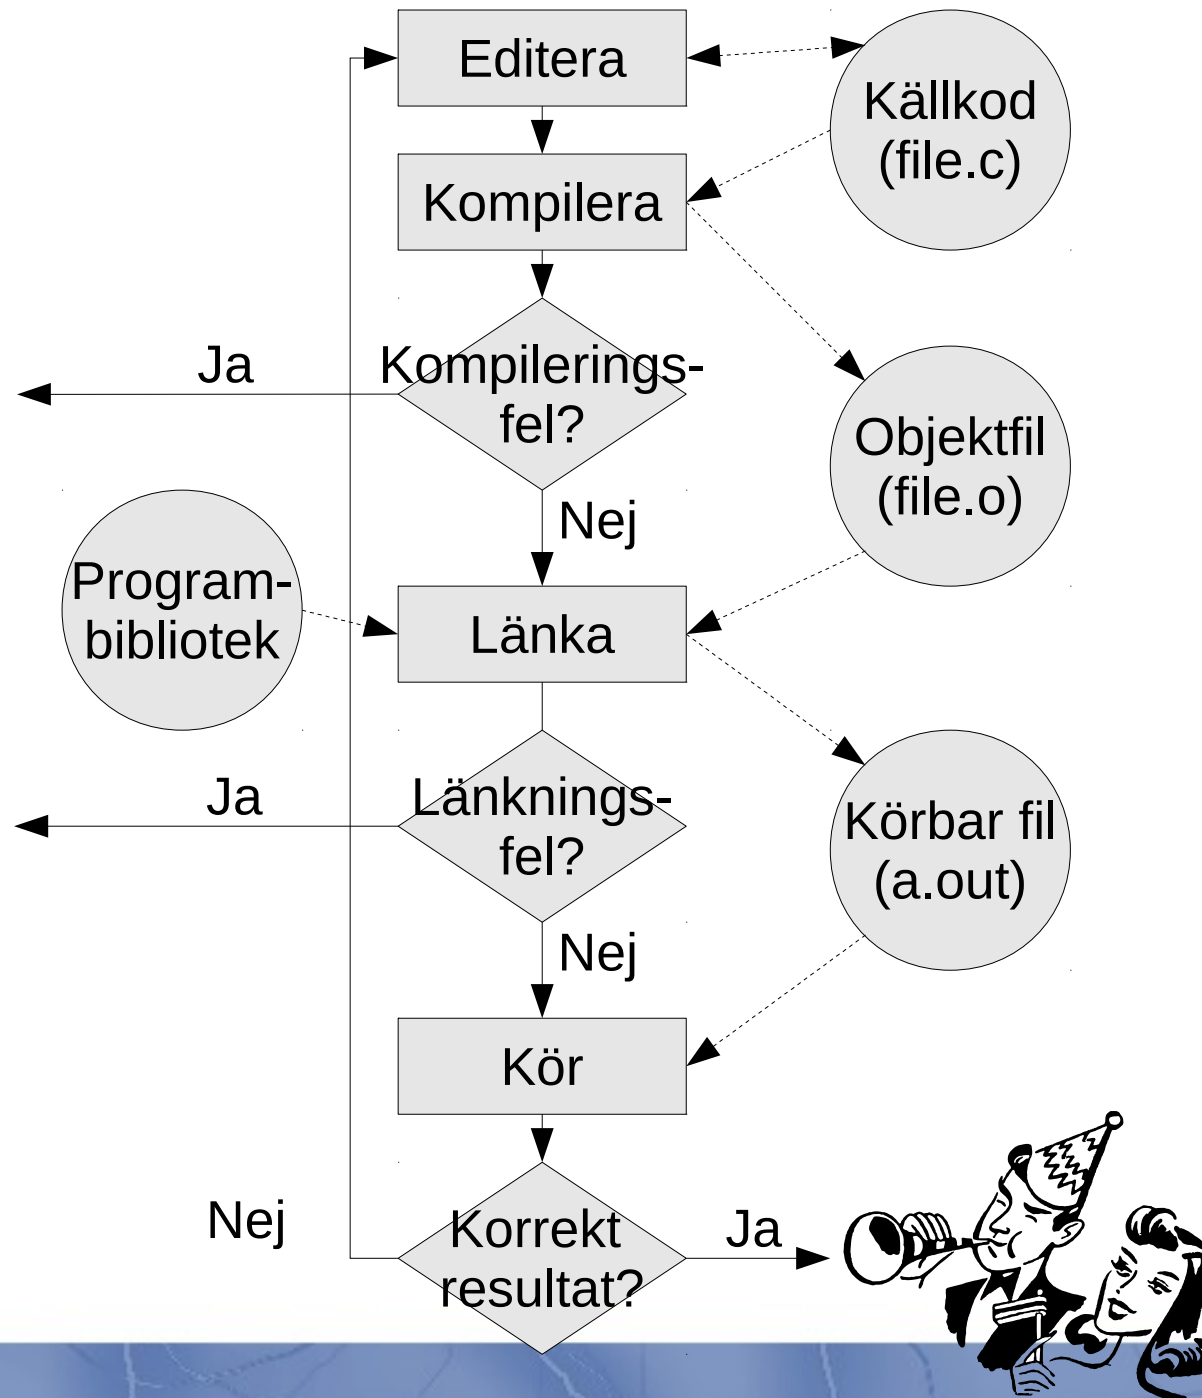 Editera
Källkod
(file.c)
Kompilera
Ja
Kompilerings-
fel?
Objektfil
(file.o)
Nej
Program-
bibliotek
Länka
Ja
Länknings-
fel?
Körbar fil
(a.out)
Nej
Kör
Nej
Korrekt
resultat?
Ja